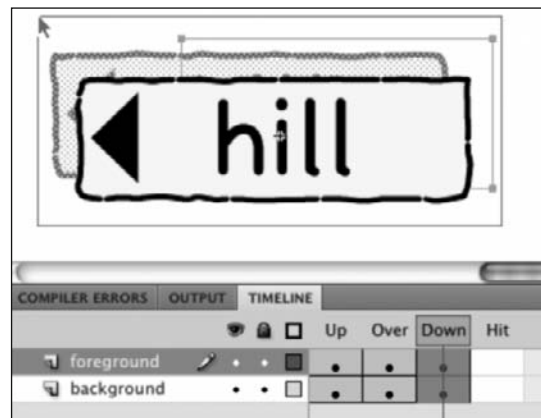 hill
COMPILER ERRORS OUTPUT TIMELINE
Up Over Down Hit
foreground
background